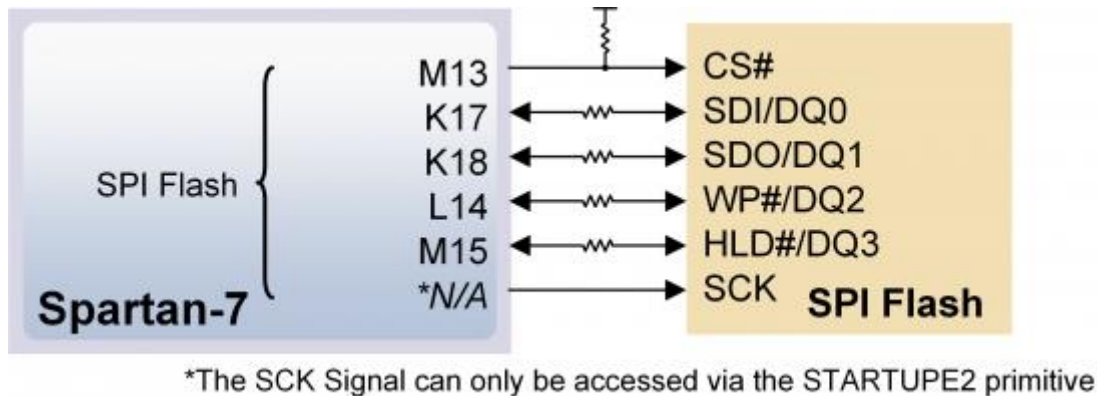 M13 CS#
K17 SDI/DQ0
K18 SDO/DQ1
SPI Flash L14 WP#/DQ2
M15 HLD#/DQ3
*N/A SCK
Spartan-7 SPI Flash
*The SCK Signal can only be accessed via the STARTUPE2 primitive